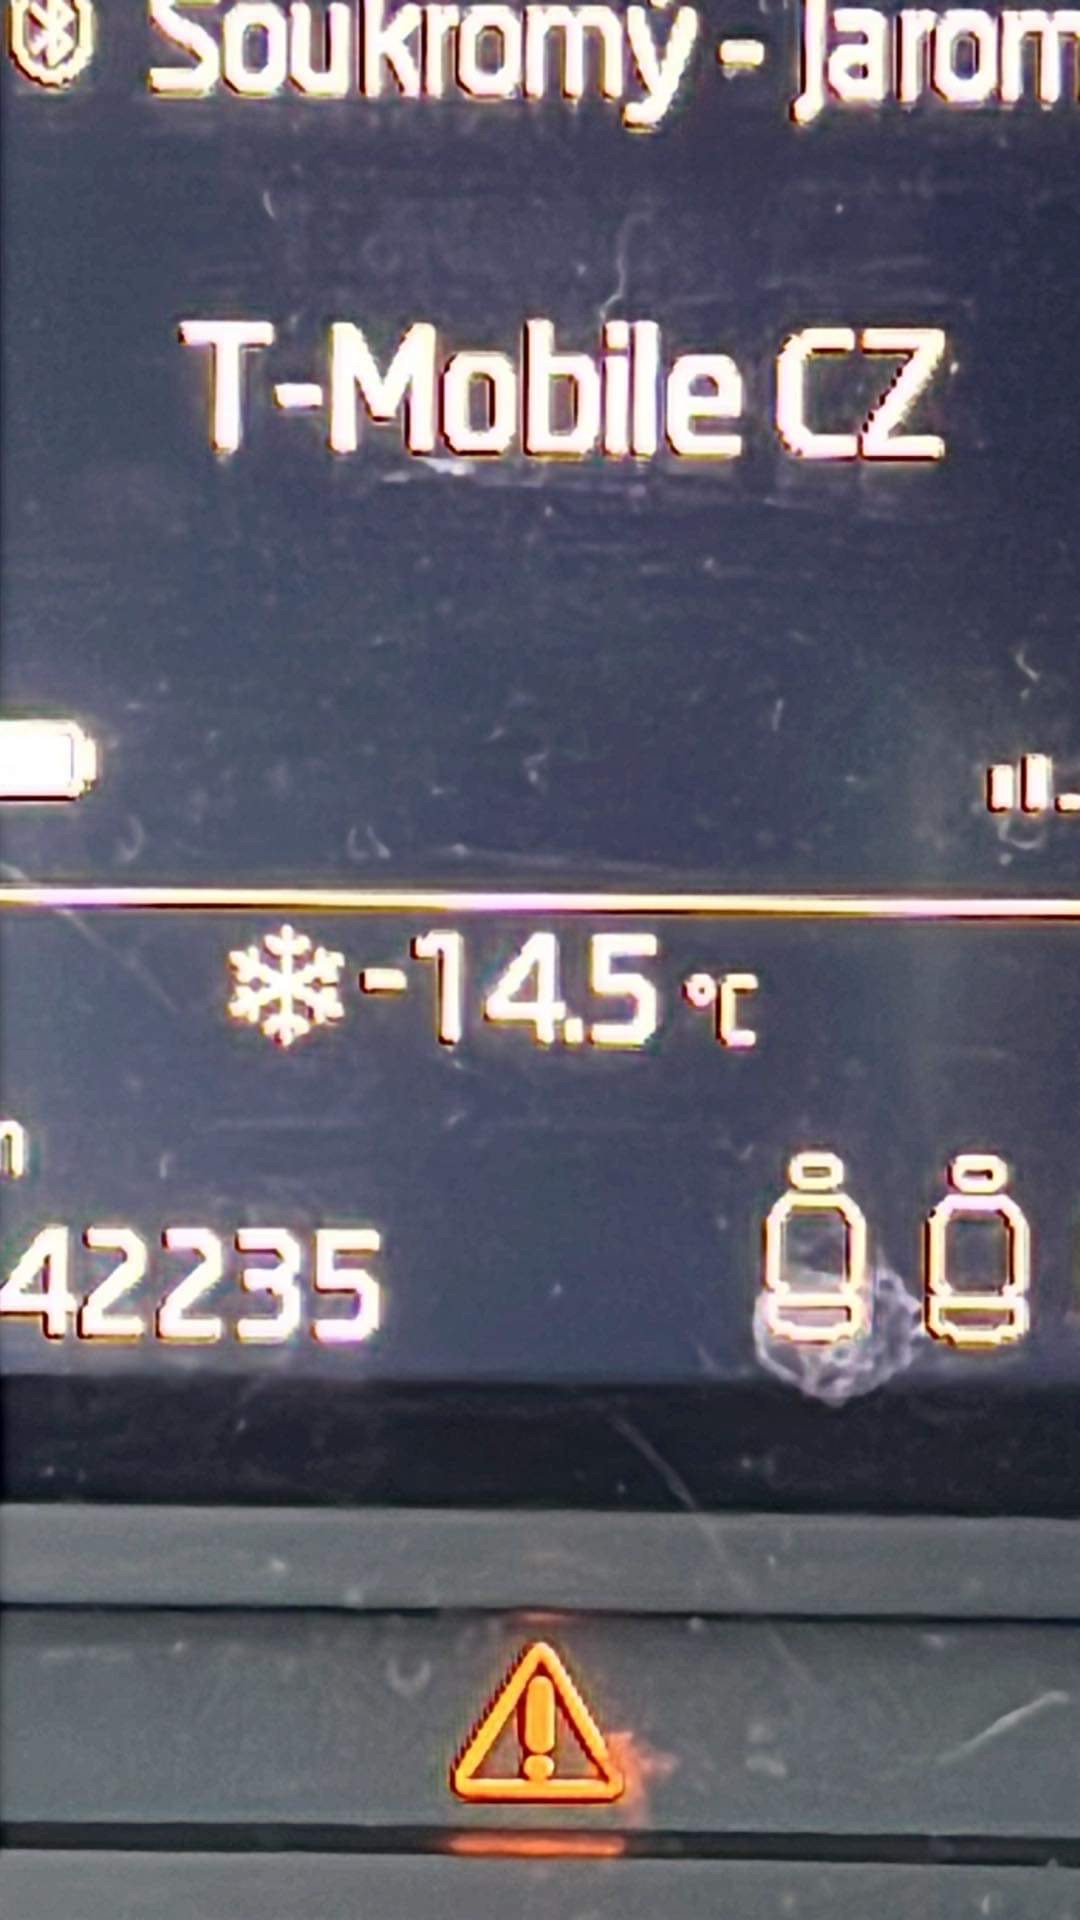 Soukromý - Jarom
T-Mobile CZ
-14.5 °C
42235